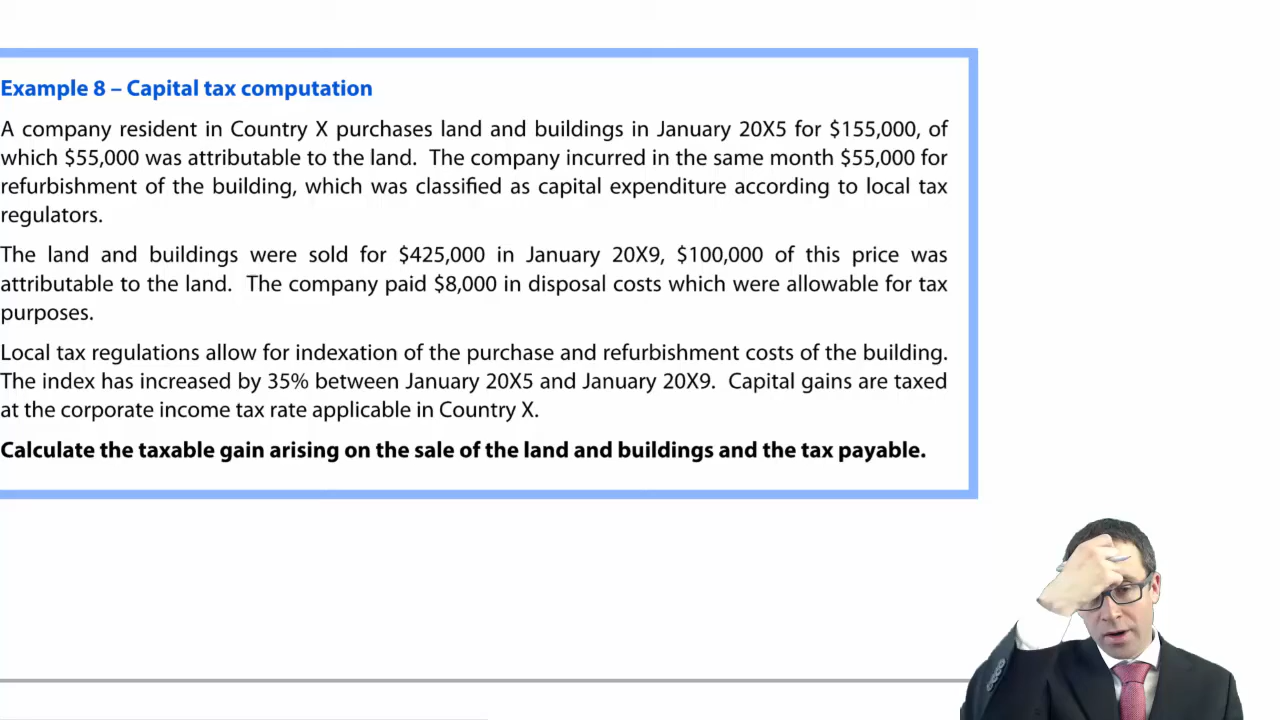 Example 8 – Capital tax computation
A company resident in Country X purchases land and buildings in January 20X5 for $155,000, of
which $55,000 was attributable to the land. The company incurred in the same month $55,000 for
refurbishment of the building, which was classified as capital expenditure according to local tax
regulators.
The land and buildings were sold for $425,000 in January 20X9, $100,000 of this price was
attributable to the land. The company paid $8,000 in disposal costs which were allowable for tax
purposes.
Local tax regulations allow for indexation of the purchase and refurbishment costs of the building.
The index has increased by 35% between January 20X5 and January 20X9. Capital gains are taxed
at the corporate income tax rate applicable in Country X.
Calculate the taxable gain arising on the sale of the land and buildings and the tax payable.